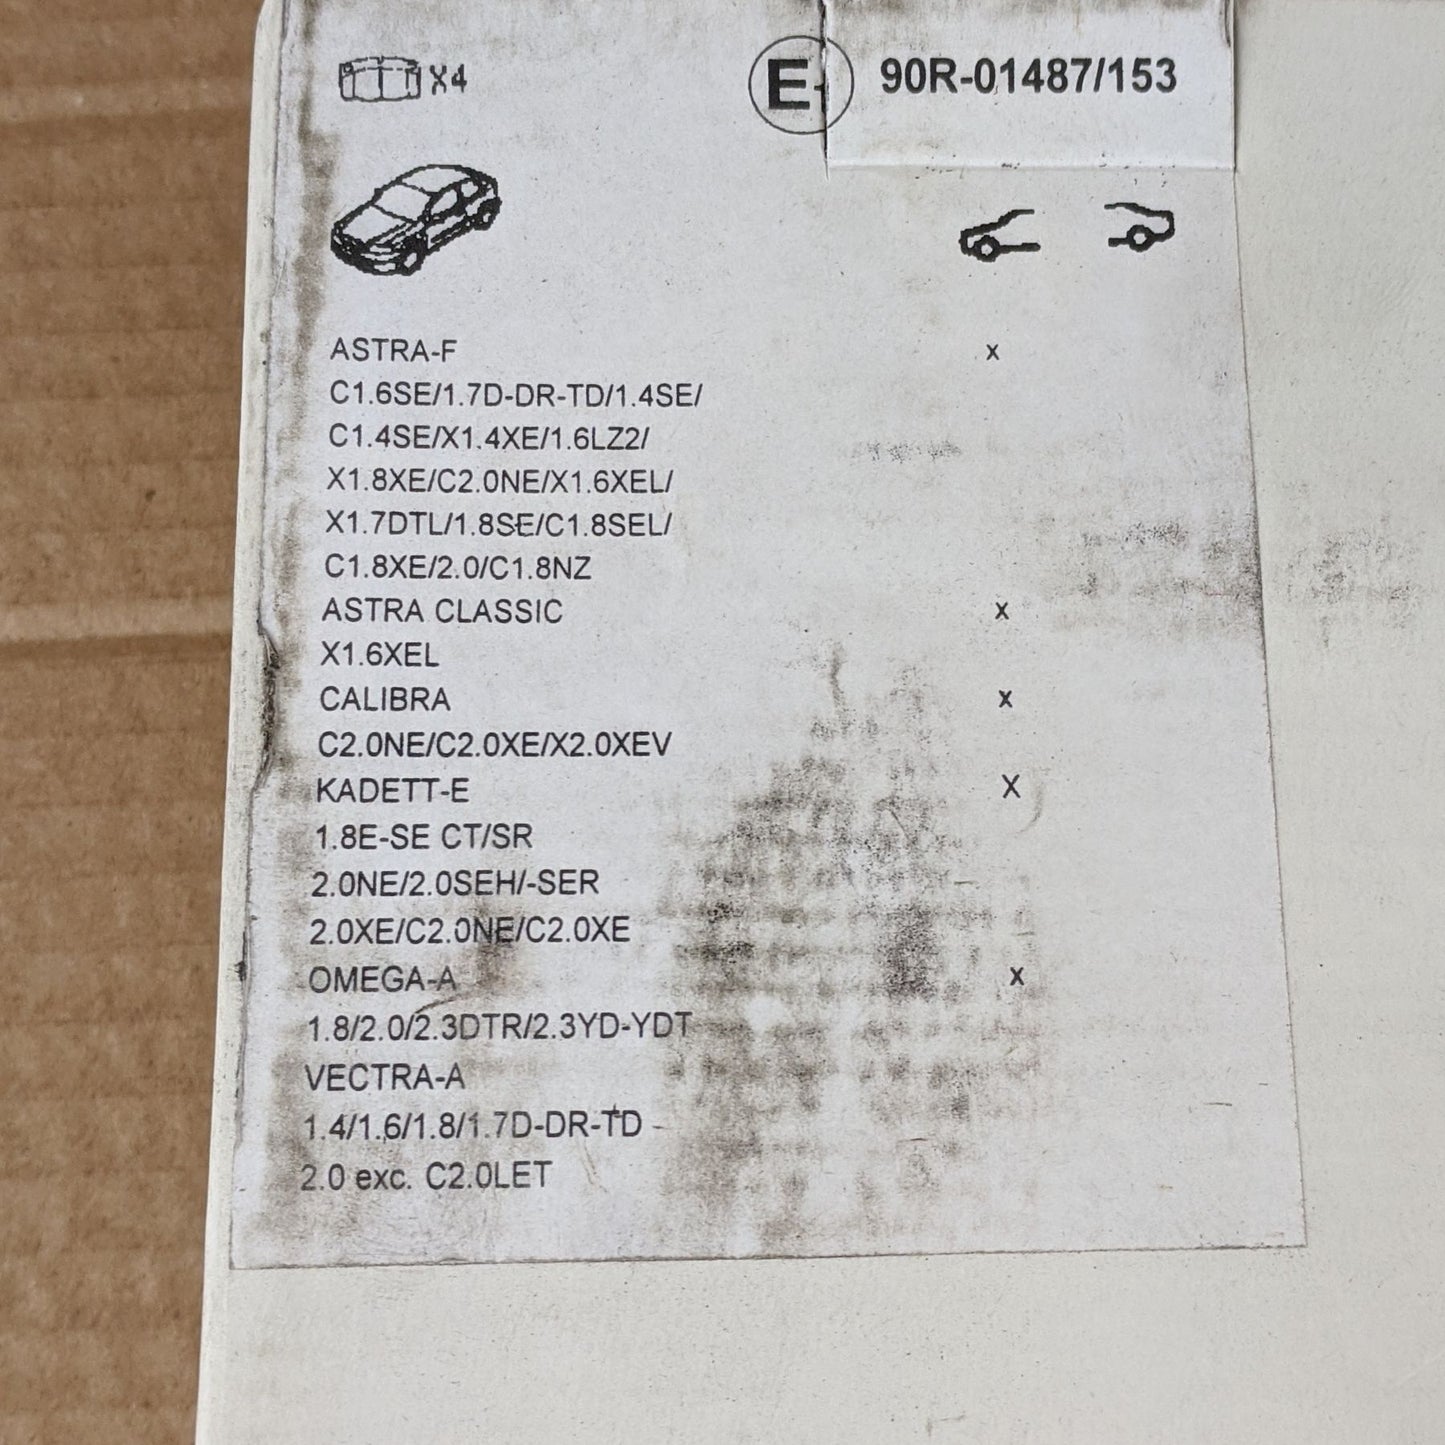 X4
E1 90R-01487/153
ASTRA-F x
C1.6SE/1.7D-DR-TD/1.4SE/
C1.4SE/X1.4XE/1.6LZ2/
X1.8XE/C2.0NE/X1.6XEL/
X1.7DTL/1.8SE/C1.8SEL/
C1.8XE/2.0/C1.8NZ
ASTRA CLASSIC x
X1.6XEL
CALIBRA x
C2.0NE/C2.0XE/X2.0XEV
KADETT-E X
1.8E-SE CT/SR
2.0NE/2.0SEH/-SER
2.0XE/C2.0NE/C2.0XE
OMEGA-A x
1.8/2.0/2.3DTR/2.3YD-YDT
VECTRA-A
1.4/1.6/1.8/1.7D-DR-TD
2.0 exc. C2.0LET